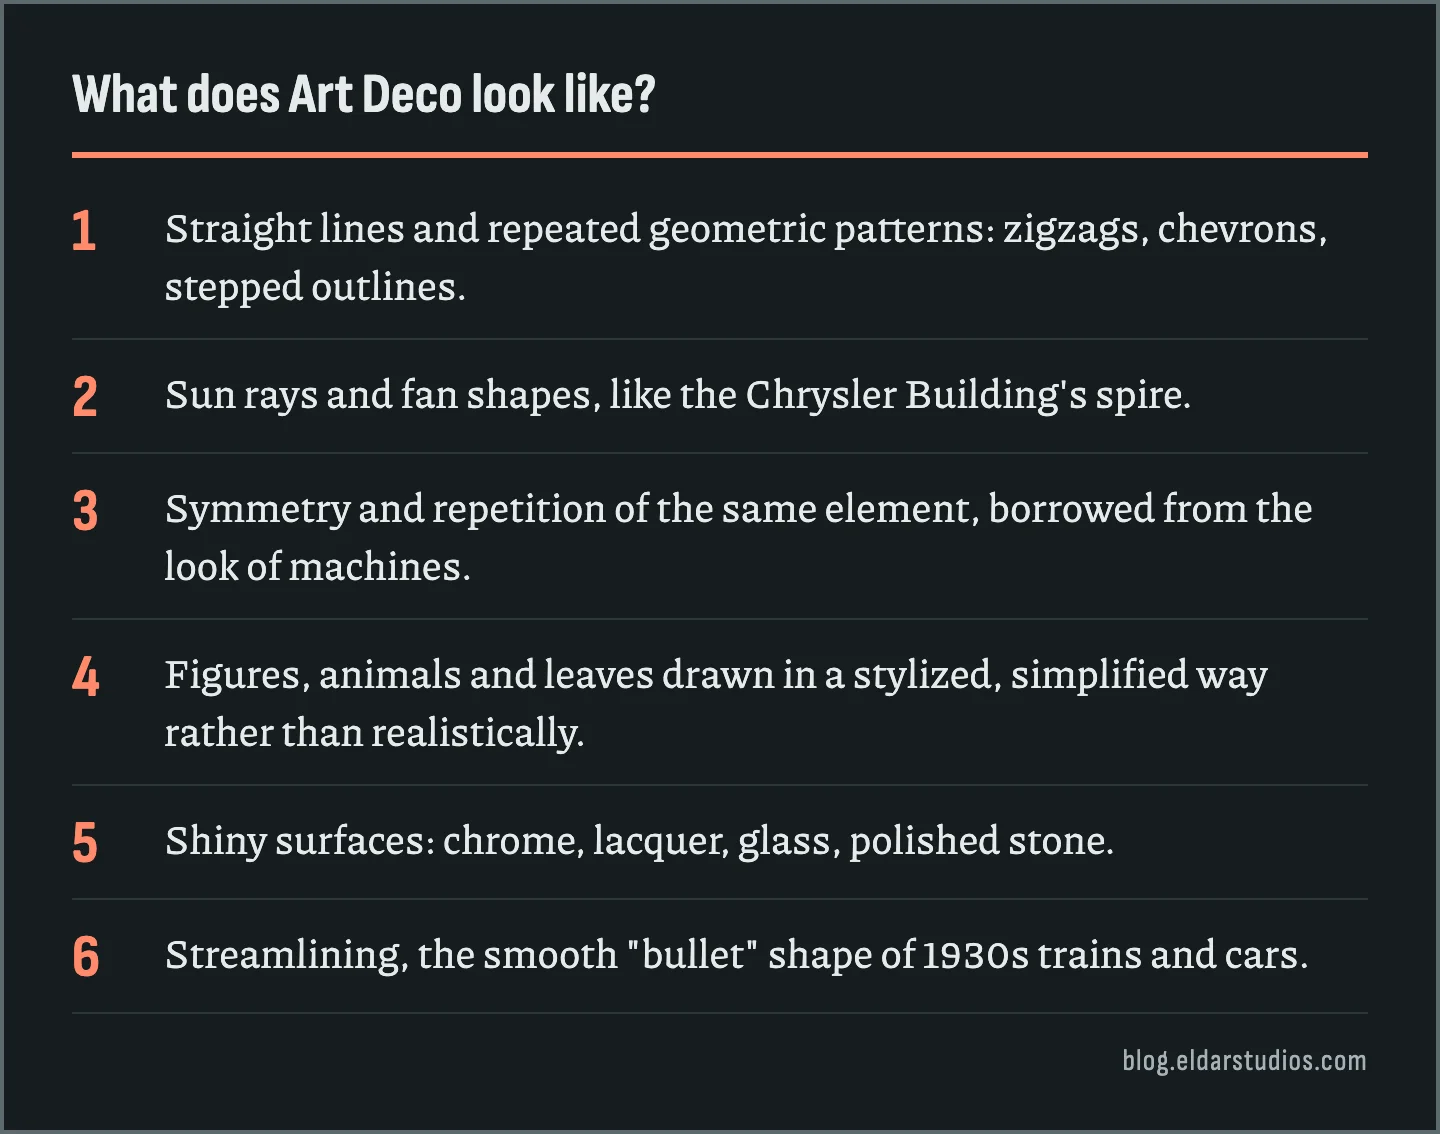 What does Art Deco look like?
1 Straight lines and repeated geometric patterns: zigzags, chevrons,
stepped outlines.
2 Sun rays and fan shapes, like the Chrysler Building's spire.
3 Symmetry and repetition of the same element, borrowed from the
look of machines.
4 Figures, animals and leaves drawn in a stylized, simplified way
rather than realistically.
5 Shiny surfaces: chrome, lacquer, glass, polished stone.
6 Streamlining, the smooth "bullet" shape of 1930s trains and cars.
blog.eldarstudios.com